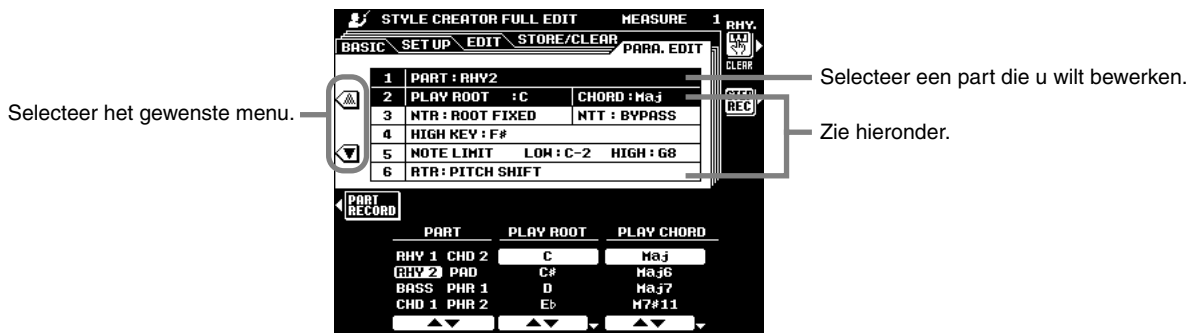 STYLE CREATOR FULL EDIT MEASURE 1
RHY.
BASIC SET UP EDIT STORE/CLEAR PARA. EDIT
CLEAR
1 PART : RHY2
2 PLAY ROOT : C CHORD : Maj
STEP
REC
3 NTR : ROOT FIXED NTT : BYPASS
4 HIGH KEY : F#
5 NOTE LIMIT LOW : C-2 HIGH : G8
6 RTR : PITCH SHIFT
Selecteer het gewenste menu.
Selecteer een part die u wilt bewerken.
Zie hieronder.
PART
RECORD
PART PLAY ROOT PLAY CHORD
RHY 1 CHD 2 C Maj
RHY 2 PAD C# Maj6
BASS PHR 1 D Maj7
CHD 1 PHR 2 E♭ M7#11